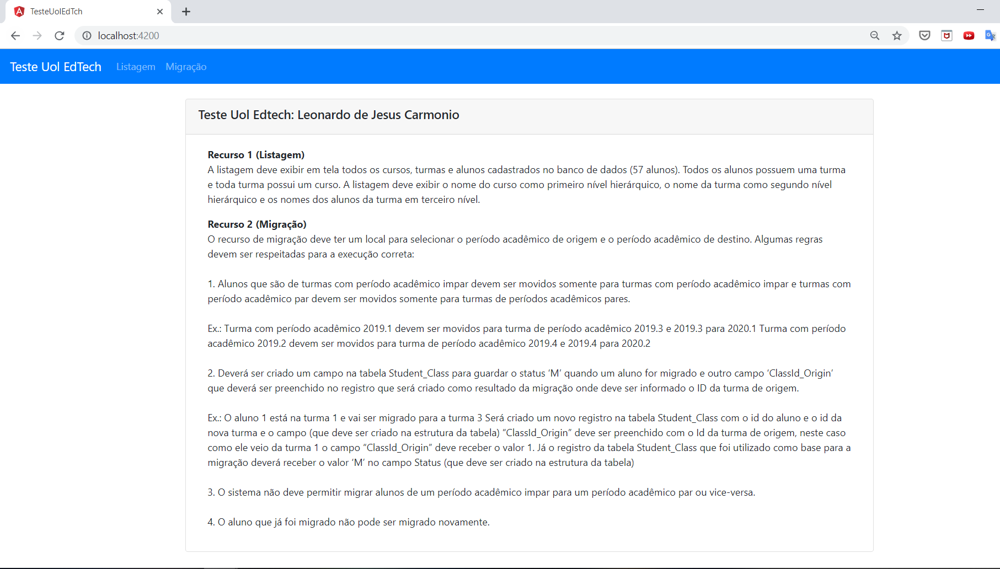 TesteUolEdTch
localhost:4200
Teste Uol EdTech Listagem Migração
Teste Uol Edtech: Leonardo de Jesus Carmonio
Recurso 1 (Listagem)
A listagem deve exibir em tela todos os cursos, turmas e alunos cadastrados no banco de dados (57 alunos). Todos os alunos possuem uma turma
e toda turma possui um curso. A listagem deve exibir o nome do curso como primeiro nível hierárquico, o nome da turma como segundo nível
hierárquico e os nomes dos alunos da turma em terceiro nível.
Recurso 2 (Migração)
O recurso de migração deve ter um local para selecionar o período acadêmico de origem e o período acadêmico de destino. Algumas regras
devem ser respeitadas para a execução correta:
1. Alunos que são de turmas com período acadêmico impar devem ser movidos somente para turmas com período acadêmico impar e turmas com
período acadêmico par devem ser movidos somente para turmas de períodos acadêmicos pares.
Ex.: Turma com período acadêmico 2019.1 devem ser movidos para turma de período acadêmico 2019.3 e 2019.3 para 2020.1 Turma com período
acadêmico 2019.2 devem ser movidos para turma de período acadêmico 2019.4 e 2019.4 para 2020.2
2. Deverá ser criado um campo na tabela Student_Class para guardar o status ‘M’ quando um aluno for migrado e outro campo ‘ClassId_Origin’
que deverá ser preenchido no registro que será criado como resultado da migração onde deve ser informado o ID da turma de origem.
Ex.: O aluno 1 está na turma 1 e vai ser migrado para a turma 3 Será criado um novo registro na tabela Student_Class com o id do aluno e o id da
nova turma e o campo (que deve ser criado na estrutura da tabela) “ClassId_Origin” deve ser preenchido com o Id da turma de origem, neste caso
como ele veio da turma 1 o campo “ClassId_Origin” deve receber o valor 1. Já o registro da tabela Student_Class que foi utilizado como base para a
migração deverá receber o valor ‘M’ no campo Status (que deve ser criado na estrutura da tabela)
3. O sistema não deve permitir migrar alunos de um período acadêmico impar para um período acadêmico par ou vice-versa.
4. O aluno que já foi migrado não pode ser migrado novamente.